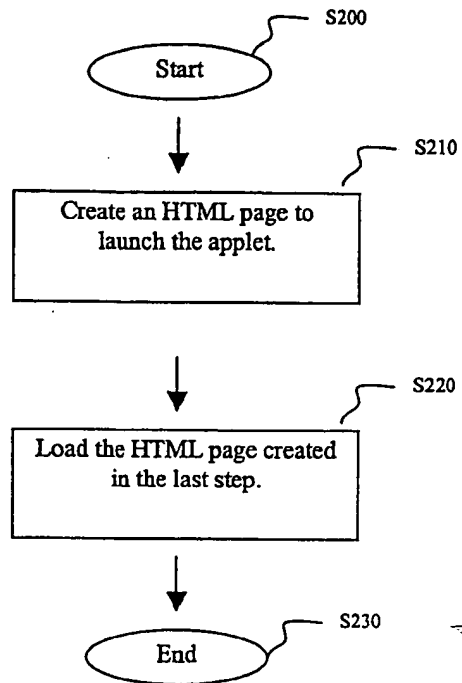 S200
Start
S210
Create an HTML page to
launch the applet.
S220
Load the HTML page created
in the last step.
S230
End